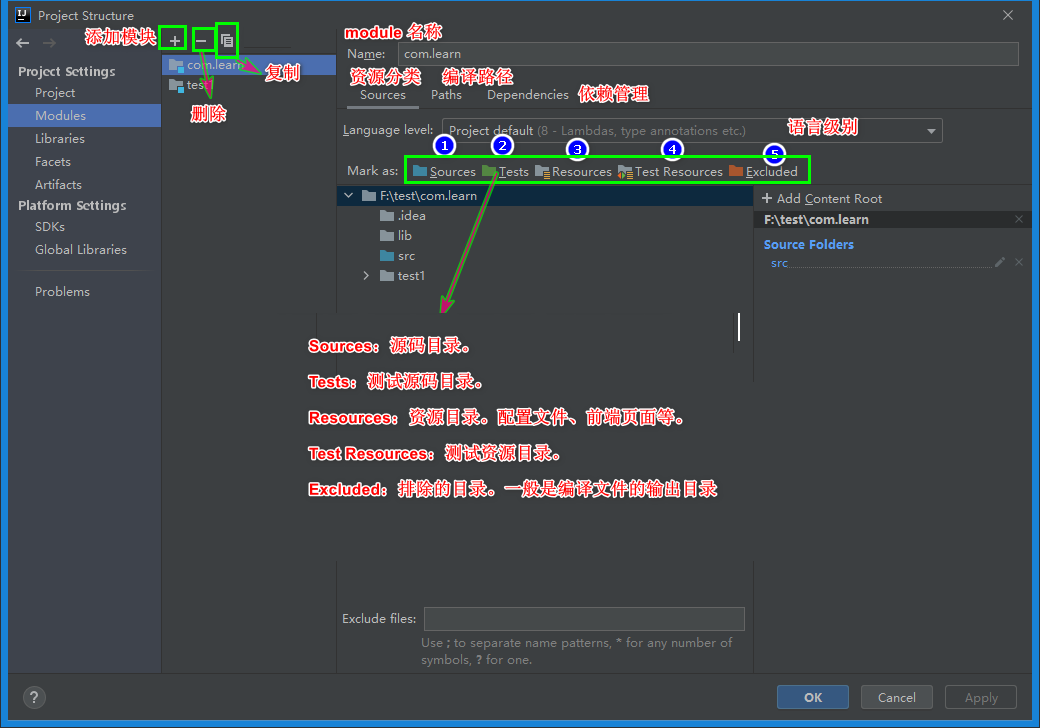 Project Structure
添加模块
module 名称
Name: com.learn
com.learn
复制
test
删除
资源分类 编译路径
Sources Paths Dependencies 依赖管理
语言级别
Language level: Project default (8 - Lambdas, type annotations etc.)
1 2 3 4 5
Mark as: Sources Tests Resources Test Resources Excluded
Project Settings
Project
Modules
Libraries
Facets
Artifacts
Platform Settings
SDKs
Global Libraries
Problems
F:\test\com.learn
.idea
lib
src
test1
+ Add Content Root
F:\test\com.learn
Source Folders
src
Sources：源码目录。
Tests：测试源码目录。
Resources：资源目录。配置文件、前端页面等。
Test Resources：测试资源目录。
Excluded：排除的目录。一般是编译文件的输出目录
Exclude files:
Use ; to separate name patterns, * for any number of
symbols, ? for one.
?
OK Cancel Apply